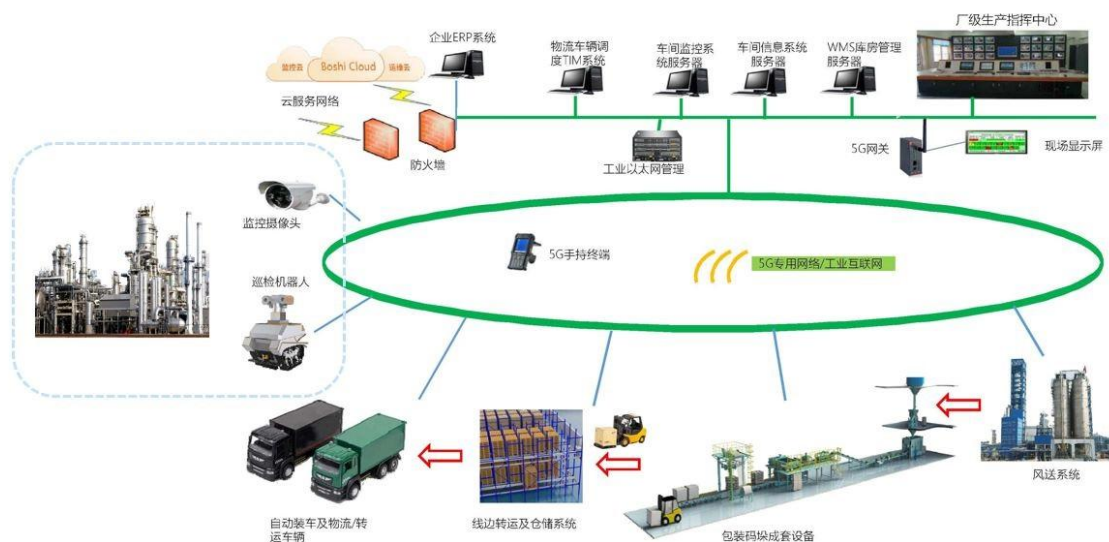 厂级生产指挥中心
企业ERP系统
物流车辆调
度TIM系统
车间监控系
统服务器
车间信息系统
服务器
WMS库房管理
服务器
监控云
Boshi Cloud
运维云
云服务网络
防火墙
工业以太网管理
5G网关
现场显示屏
监控摄像头
5G手持终端
5G专用网络/工业互联网
巡检机器人
风送系统
自动装车及物流/转
运车辆
线边转运及仓储系统
包装码垛成套设备